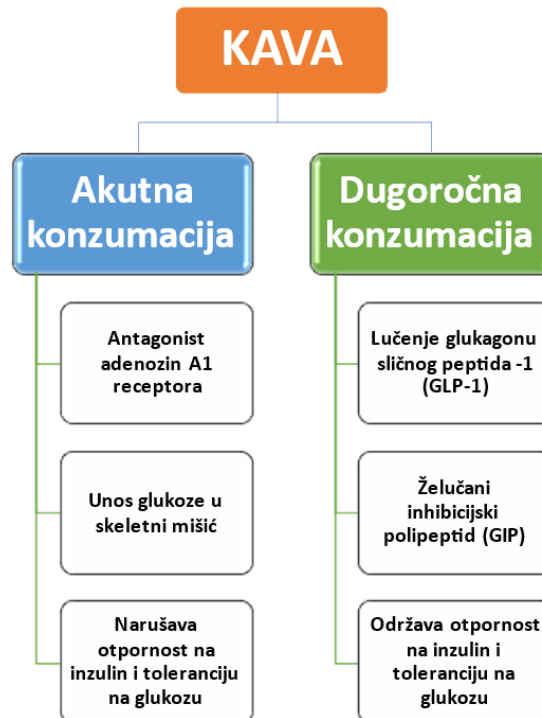 KAVA
Akutna
konzumacija
Antagonist
adenozin A1
receptora
Unos glukoze u
skeletni mišić
Narušava
otpornost na
inzulin i toleranciju
na glukozu
Dugoročna
konzumacija
Lučenje glukagonu
sličnog peptida -1
(GLP-1)
Želučani
inhibicijski
polipeptid (GIP)
Održava otpornost
na inzulin i
toleranciju na
glukozu